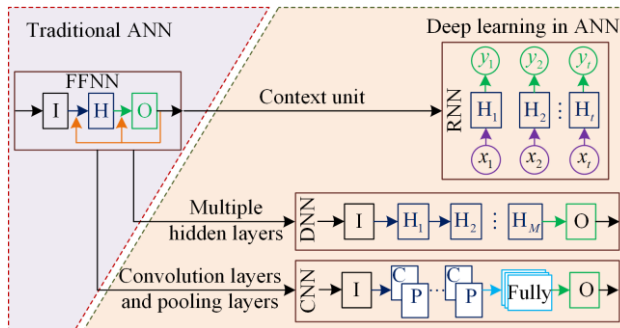 Traditional ANN
Deep learning in ANN
FFNN
I H O
Context unit
RNN
y1 y2 yt
H1 H2 ⋮ Ht
x1 x2 xt
Multiple
hidden layers
DNN
I H1 H2 ⋮ HM O
Convolution layers
and pooling layers
CNN
I C P ... C P Fully O